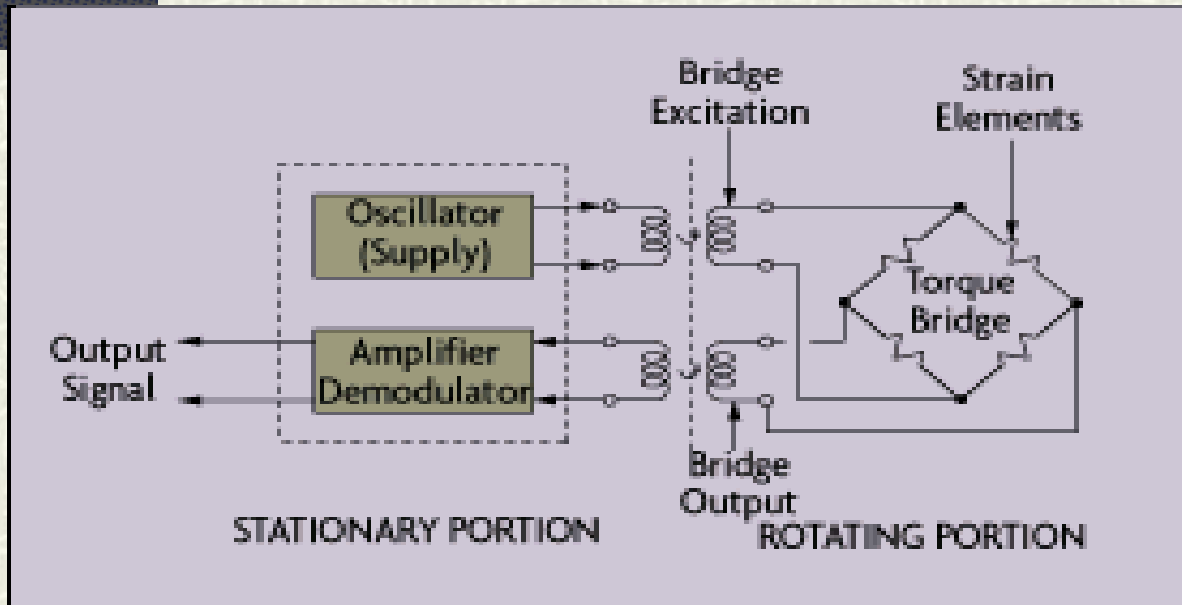 Bridge
Excitation
Strain
Elements
Oscillator
(Supply)
Torque
Bridge
Output
Signal
Amplifier
Demodulator
Bridge
Output
STATIONARY PORTION
ROTATING PORTION